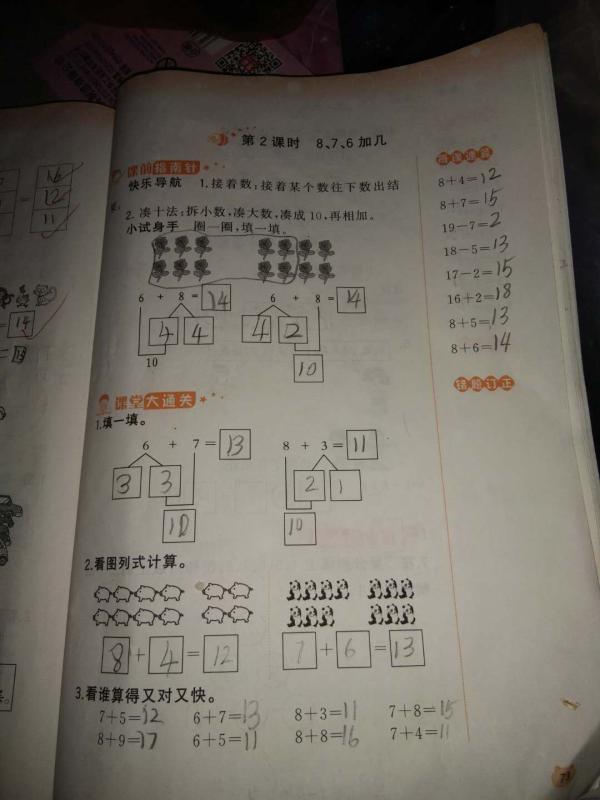 第2课时 8、7、6加几
课前指南针
快乐导航 1.接着数:接着某个数往下数出结
果。
2.凑十法:拆小数,凑大数,凑成10,再相加。
小试身手 圈一圈,填一填。
6 + 8 = 14
4 4
10
6 + 8 = 14
4 2
10
课堂大通关
1.填一填。
6 + 7 = 13
3 3
10
8 + 3 = 11
2 1
10
2.看图列式计算。
8 + 4 = 12
7 + 6 = 13
3.看谁算得又对又快。
7+5=12 6+7=13 8+3=11 7+8=15
8+9=17 6+5=11 8+8=16 7+4=11
8+4=12
8+7=15
19-7=2
18-5=13
17-2=15
16+2=18
8+5=13
8+6=14
错题订正
16
12
11
=14